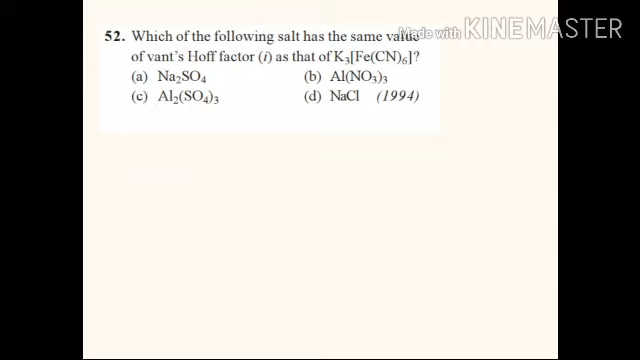 Made with KINEMASTER
52. Which of the following salt has the same value
of vant's Hoff factor (i) as that of K₃[Fe(CN)₆]?
(a) Na₂SO₄ (b) Al(NO₃)₃
(c) Al₂(SO₄)₃ (d) NaCl (1994)